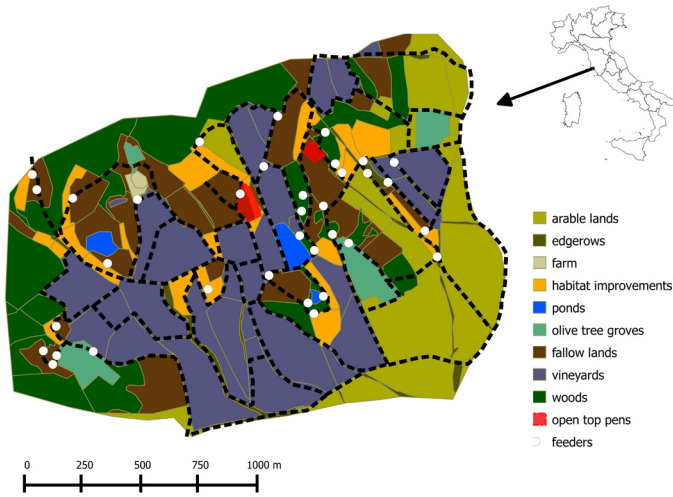 arable lands
edgerows
farm
habitat improvements
ponds
olive tree groves
fallow lands
vineyards
woods
open top pens
feeders
0 250 500 750 1000 m